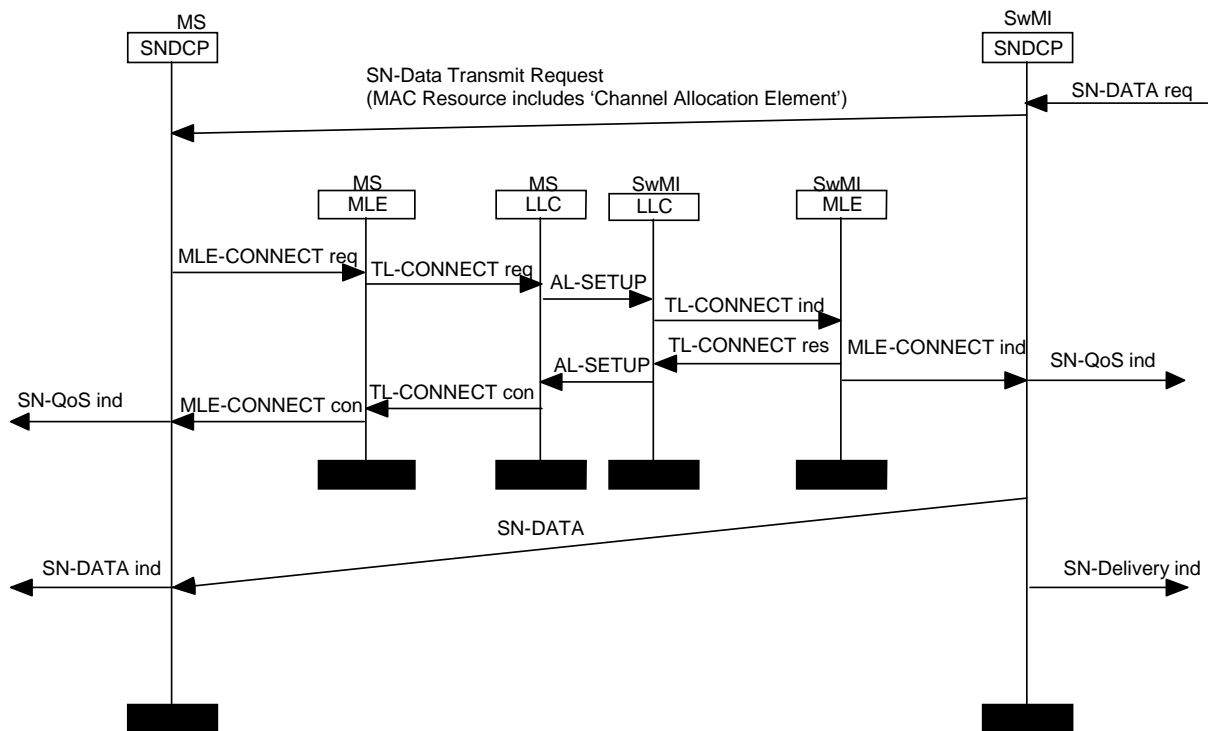 MS
SNDCP
SwMI
SNDCP
SN-Data Transmit Request
(MAC Resource includes ‘Channel Allocation Element’)
SN-DATA req
MS
MLE
MS
LLC
SwMI
LLC
SwMI
MLE
MLE-CONNECT req
TL-CONNECT req
AL-SETUP
TL-CONNECT ind
TL-CONNECT res
MLE-CONNECT ind
SN-QoS ind
AL-SETUP
TL-CONNECT con
SN-QoS ind
MLE-CONNECT con
SN-DATA
SN-DATA ind
SN-Delivery ind